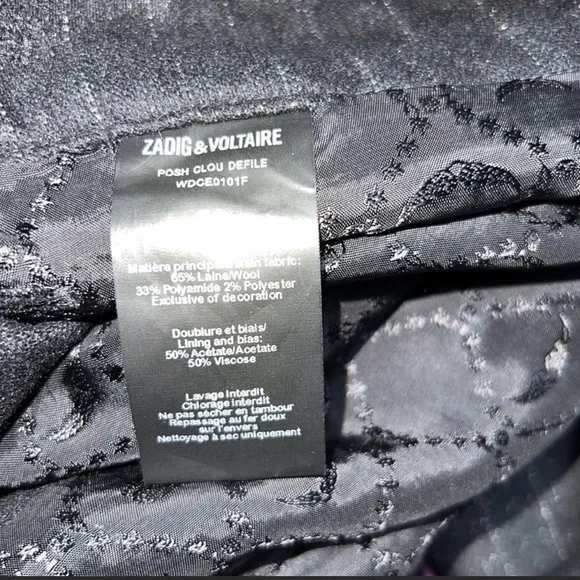 ZADIG & VOLTAIRE
POSH CLOU DEFILE
WDCE0101F
Matière principale/Main fabric:
65% Laine/Wool
33% Polyamide 2% Polyester
Exclusive of decoration
Doublure et biais/
Lining and bias:
50% Acétate/Acetate
50% Viscose
Lavage interdit
Chlorage interdit
Ne pas sécher en tambour
Repassage au fer doux
sur l'envers
Nettoyage à sec uniquement